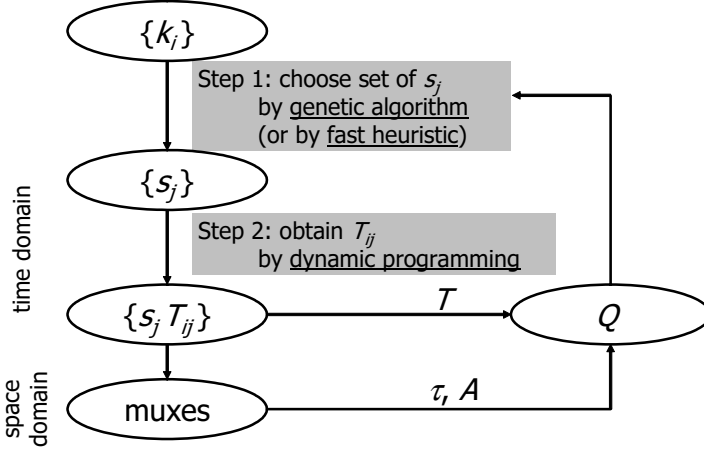 {k_i}
Step 1: choose set of s_j
by genetic algorithm
(or by fast heuristic)
{s_j}
time domain
Step 2: obtain T_ij
by dynamic programming
{s_j T_ij}
T
Q
space
domain
muxes
τ, A